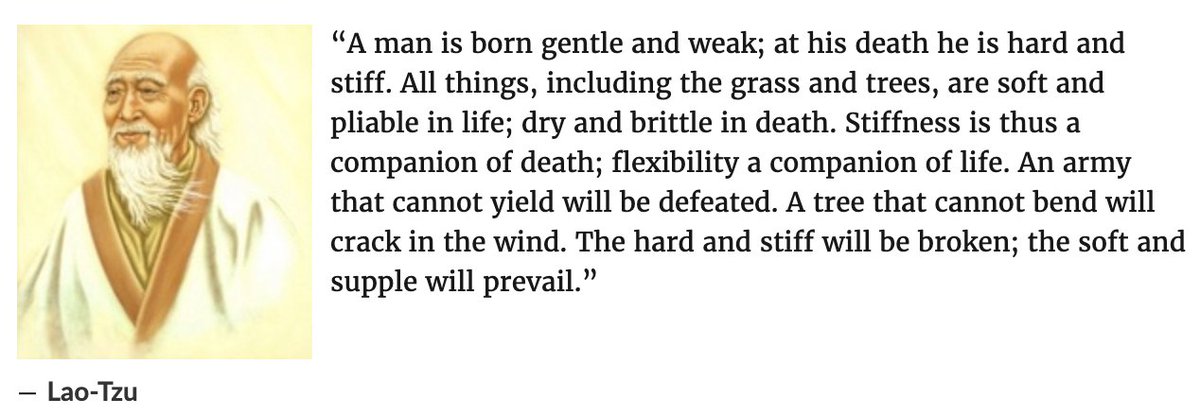 “A man is born gentle and weak; at his death he is hard and
stiff. All things, including the grass and trees, are soft and
pliable in life; dry and brittle in death. Stiffness is thus a
companion of death; flexibility a companion of life. An army
that cannot yield will be defeated. A tree that cannot bend will
crack in the wind. The hard and stiff will be broken; the soft and
supple will prevail.”
— Lao-Tzu